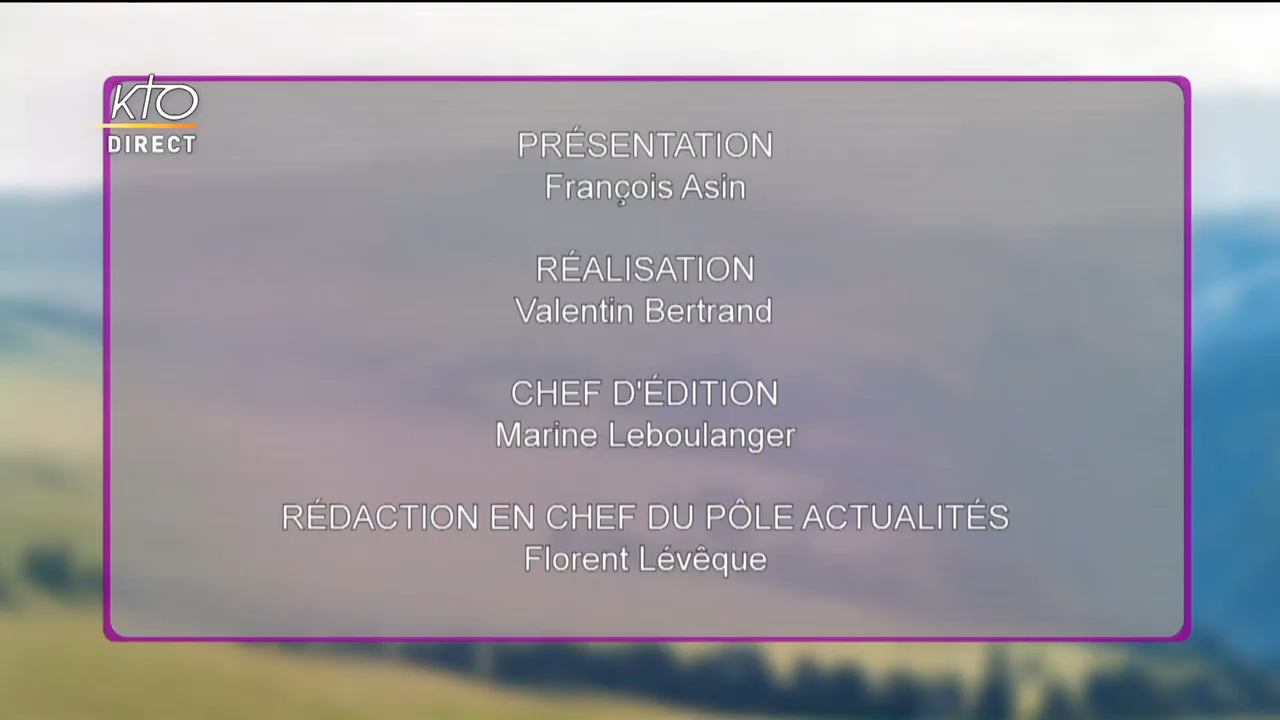 KTO
DIRECT
PRÉSENTATION
François Asin
RÉALISATION
Valentin Bertrand
CHEF D'ÉDITION
Marine Leboulanger
RÉDACTION EN CHEF DU PÔLE ACTUALITÉS
Florent Lévêque